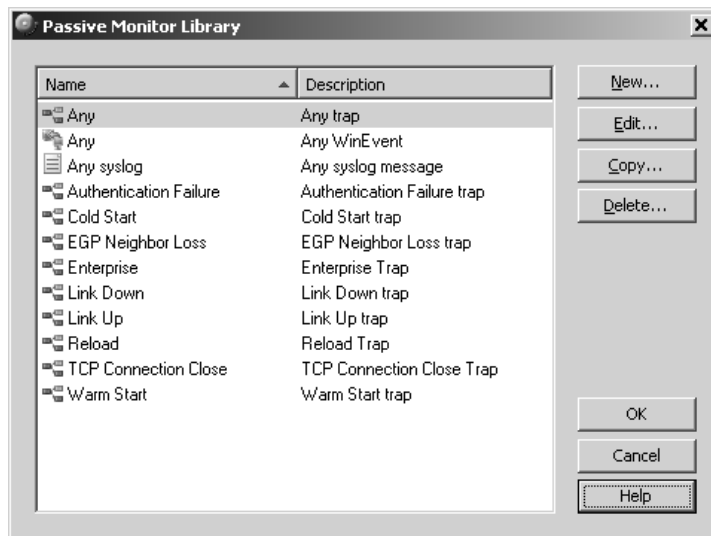 Passive Monitor Library
Name Description
Any Any trap
Any Any WinEvent
Any syslog Any syslog message
Authentication Failure Authentication Failure trap
Cold Start Cold Start trap
EGP Neighbor Loss EGP Neighbor Loss trap
Enterprise Enterprise Trap
Link Down Link Down trap
Link Up Link Up trap
Reload Reload Trap
TCP Connection Close TCP Connection Close Trap
Warm Start Warm Start trap
New...
Edit...
Copy...
Delete...
OK
Cancel
Help